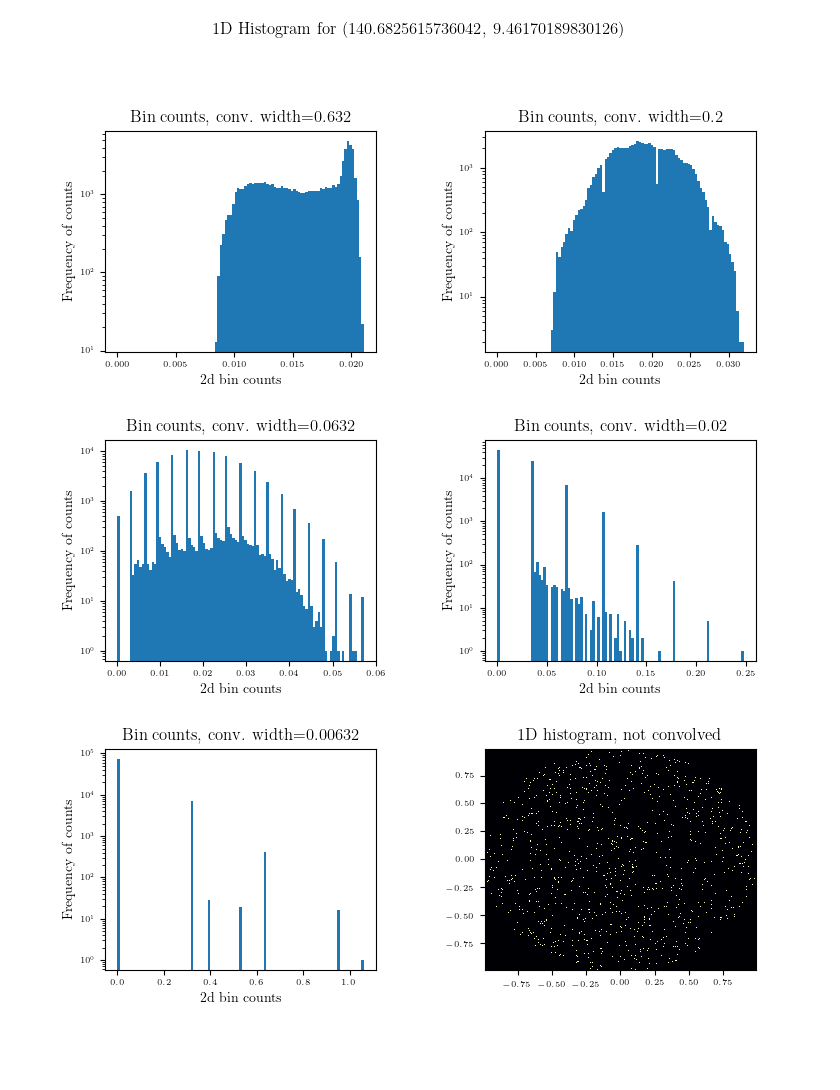 1D Histogram for (140.6825615736042, 9.46170189830126)
Bin counts, conv. width=0.632
Frequency of counts
10³
10²
10¹
0.000 0.005 0.010 0.015 0.020
2d bin counts
Bin counts, conv. width=0.2
Frequency of counts
10³
10²
10¹
0.000 0.005 0.010 0.015 0.020 0.025 0.030
2d bin counts
Bin counts, conv. width=0.0632
Frequency of counts
10⁴
10³
10²
10¹
10⁰
0.00 0.01 0.02 0.03 0.04 0.05 0.06
2d bin counts
Bin counts, conv. width=0.02
Frequency of counts
10⁴
10³
10²
10¹
10⁰
0.00 0.05 0.10 0.15 0.20 0.25
2d bin counts
Bin counts, conv. width=0.00632
Frequency of counts
10⁵
10⁴
10³
10²
10¹
10⁰
0.0 0.2 0.4 0.6 0.8 1.0
2d bin counts
1D histogram, not convolved
0.75
0.50
0.25
0.00
−0.25
−0.50
−0.75
−0.75 −0.50 −0.25 0.00 0.25 0.50 0.75